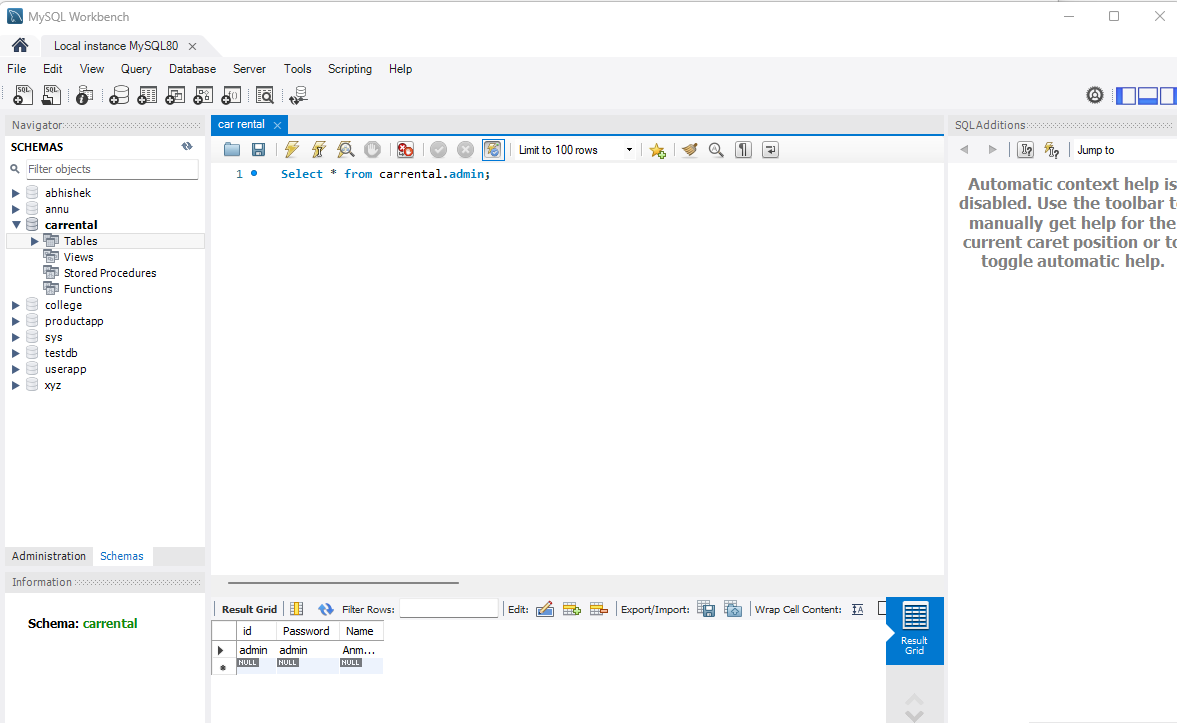 MySQL Workbench
Local instance MySQL80
File Edit View Query Database Server Tools Scripting Help
Navigator
SCHEMAS
Filter objects
abhishek
annu
carrental
Tables
Views
Stored Procedures
Functions
college
productapp
sys
testdb
userapp
xyz
Administration Schemas
Information
Schema: carrental
car rental
Limit to 100 rows
1 Select * from carrental.admin;
Result Grid Filter Rows: Edit: Export/Import: Wrap Cell Content:
id Password Name
admin admin Anm...
NULL NULL NULL
Result
Grid
SQLAdditions
Jump to
Automatic context help is
disabled. Use the toolbar t
manually get help for the
current caret position or to
toggle automatic help.